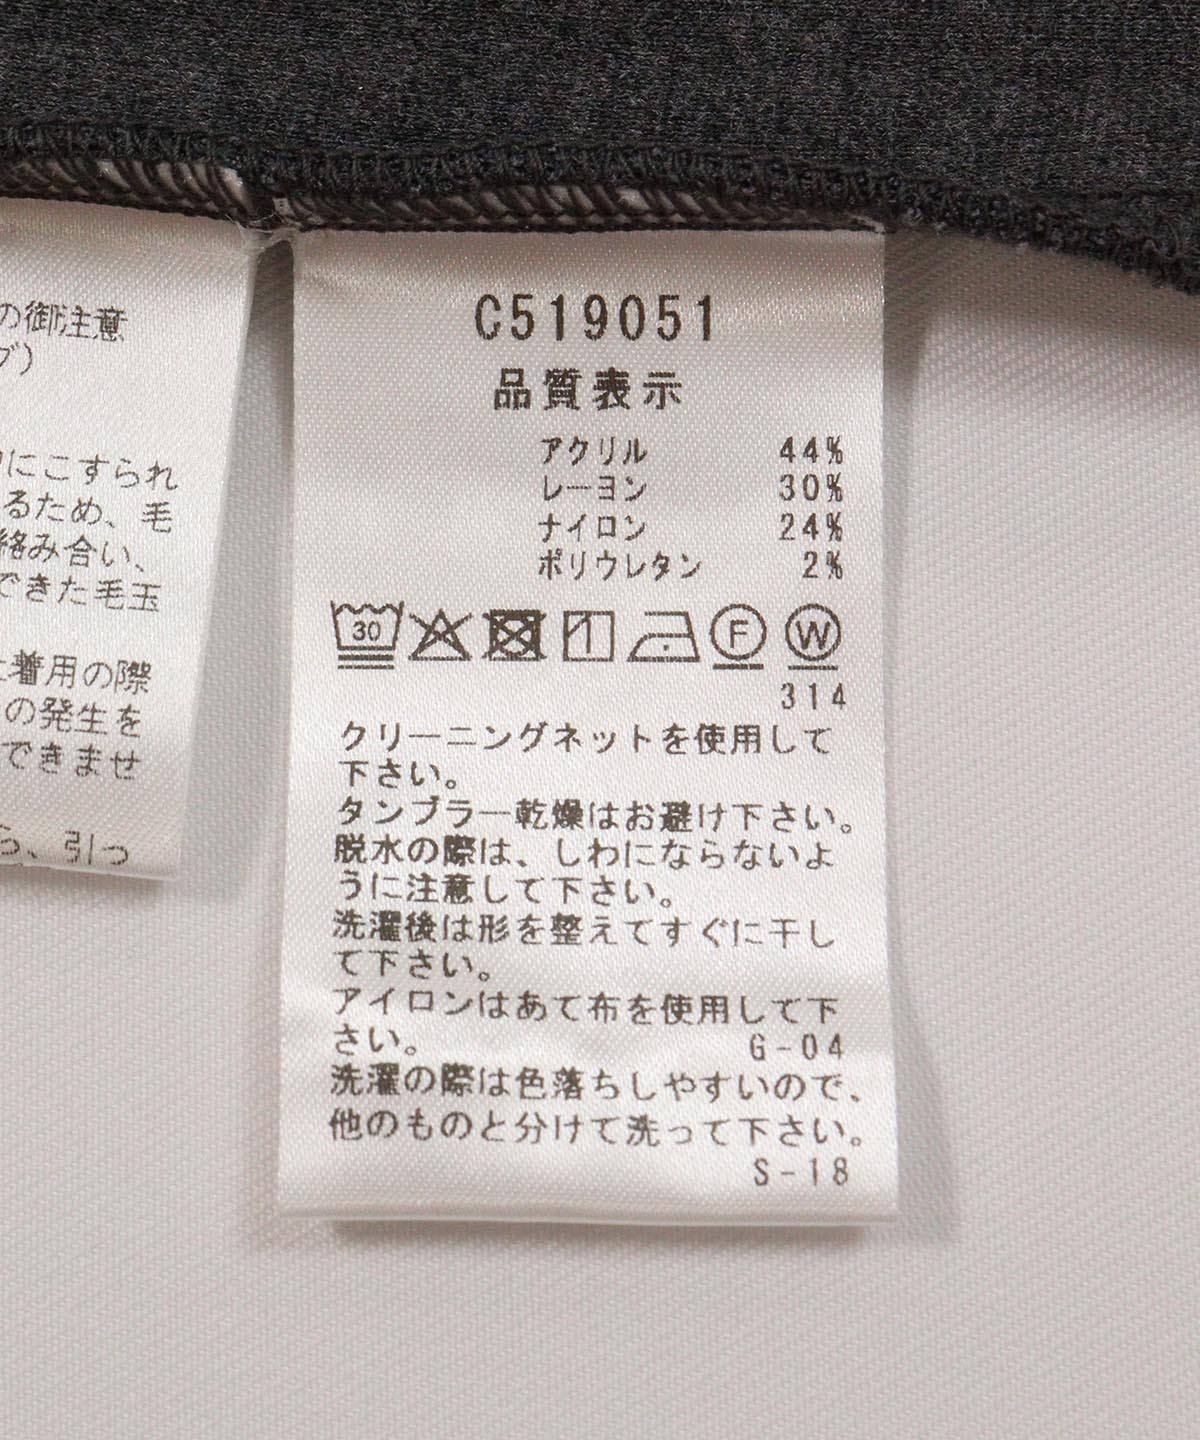 の御注意
グ）
にこすられ
るため、毛
絡み合い、
できた毛玉
着用の際
の発生を
できませ
ら、引っ
C519051
品質表示
アクリル 44%
レーヨン 30%
ナイロン 24%
ポリウレタン 2%
30
F
W
314
クリーニングネットを使用して
下さい。
タンブラー乾燥はお避け下さい。
脱水の際は、しわにならないよ
うに注意して下さい。
洗濯後は形を整えてすぐに干し
て下さい。
アイロンはあて布を使用して下
さい。
G-04
洗濯の際は色落ちしやすいので、
他のものと分けて洗って下さい。
S-18